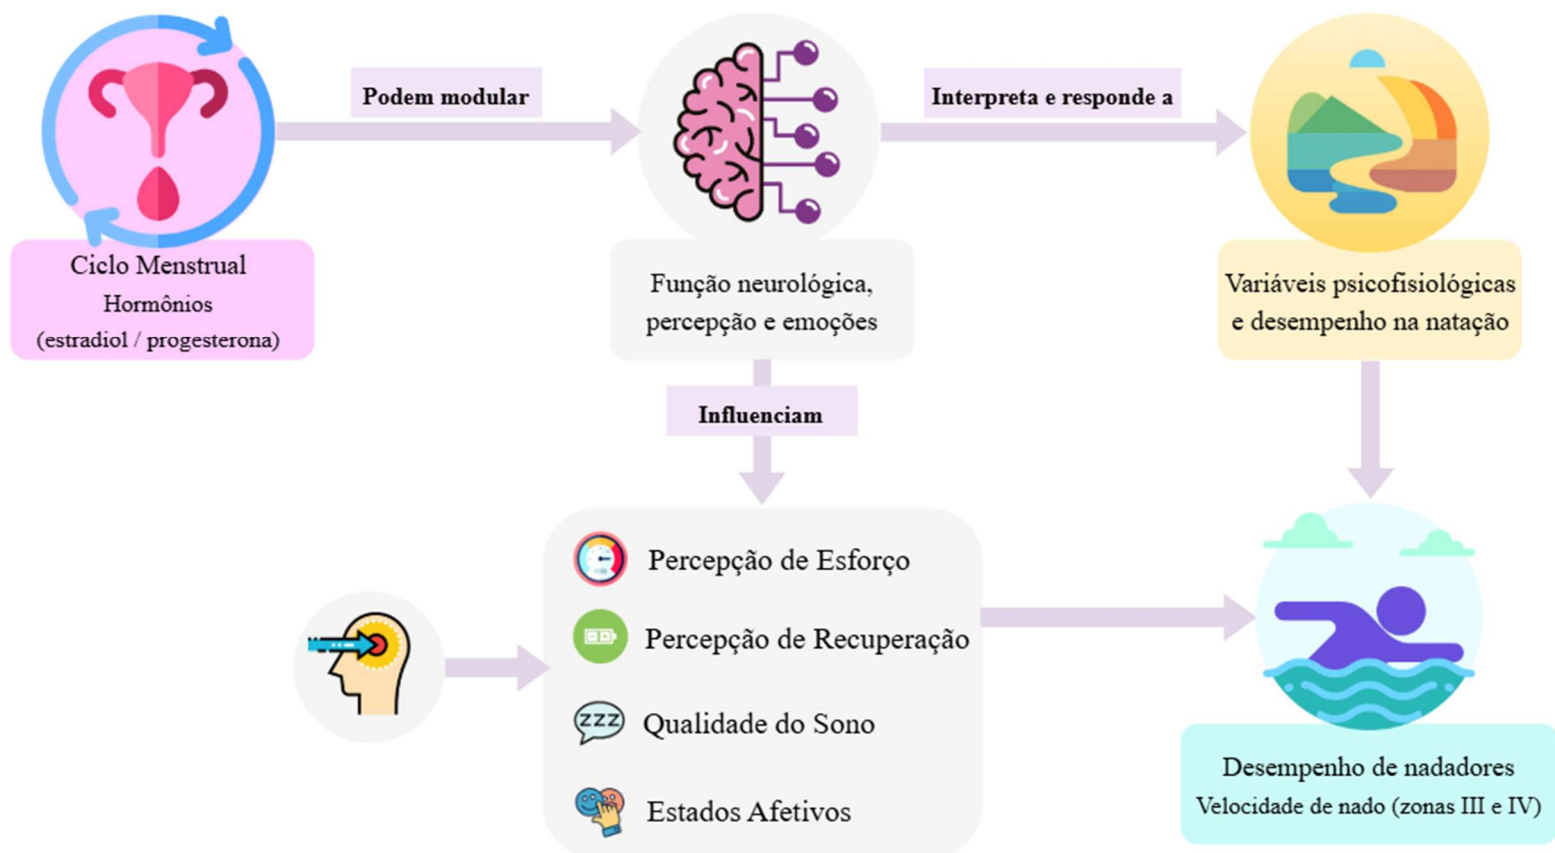 Podem modular
Interpreta e responde a
Ciclo Menstrual
Hormônios
(estradiol / progesterona)
Função neurológica,
percepção e emoções
Variáveis psicofisiológicas
e desempenho na natação
Influenciam
Percepção de Esforço
Percepção de Recuperação
zzz
Qualidade do Sono
Estados Afetivos
Desempenho de nadadores
Velocidade de nado (zonas III e IV)